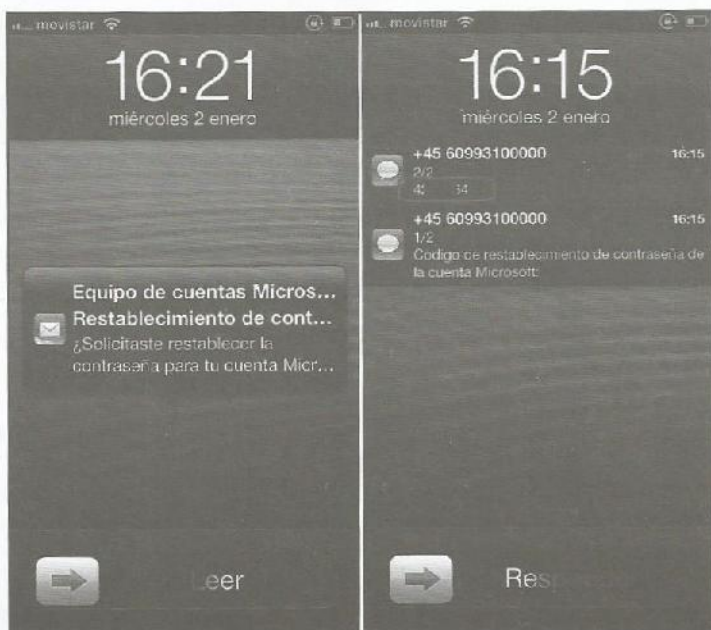 movistar
16:21
miércoles 2 enero
Equipo de cuentas Micros...
Restablecimiento de cont...
¿Solicitaste restablecer la
contraseña para tu cuenta Micr...
Leer
movistar
16:15
miércoles 2 enero
+45 60993100000 16:15
2/2
+45 60993100000 16:15
1/2
Codigo de restablecimiento de contraseña de
la cuenta Microsoft: